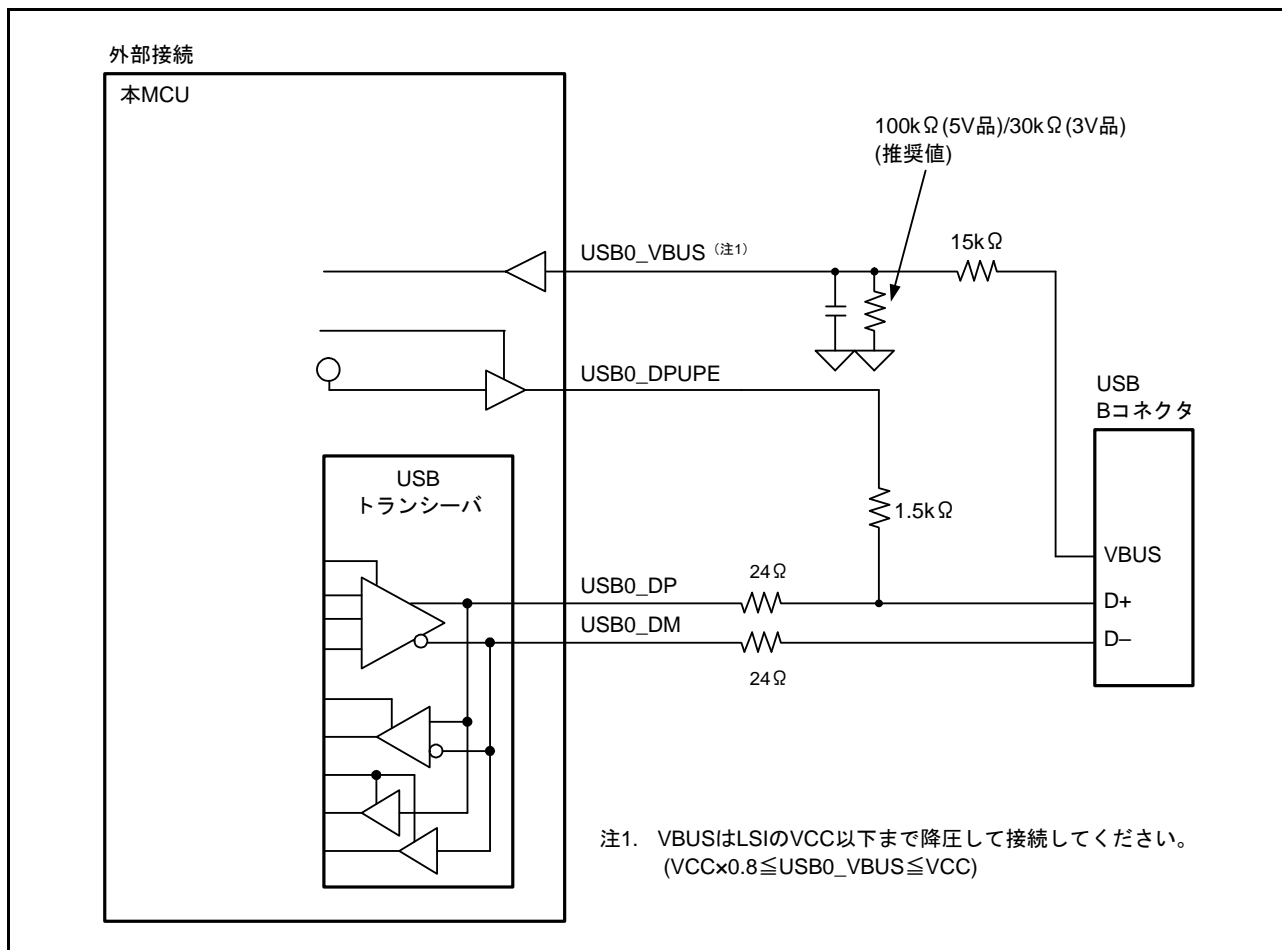 外部接続
本MCU
100kΩ(5V品)/30kΩ(3V品)
(推奨値)
15kΩ
USB0_VBUS（注1）
USB0_DPUPE
USB
Bコネクタ
USB
トランシーバ
1.5kΩ
VBUS
24Ω
USB0_DP
D+
USB0_DM
D–
24Ω
注1. VBUSはLSIのVCC以下まで降圧して接続してください。
(VCC×0.8≦USB0_VBUS≦VCC)